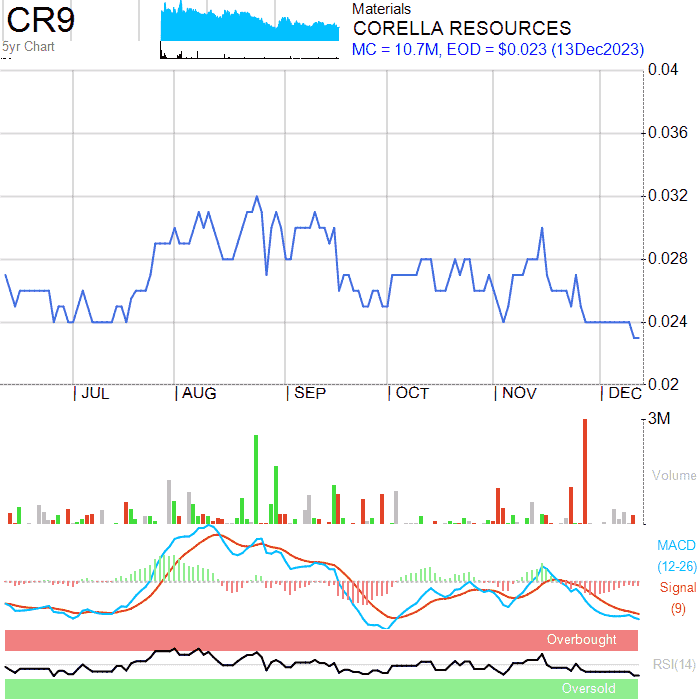 CR9
5yr Chart
Materials
CORELLA RESOURCES
MC = 10.7M, EOD = $0.023 (13Dec2023)
0.04
0.036
0.032
0.028
0.024
0.02
JUL AUG SEP OCT NOV DEC
3M
Volume
MACD
(12-26)
Signal
(9)
Overbought
RSI(14)
Oversold